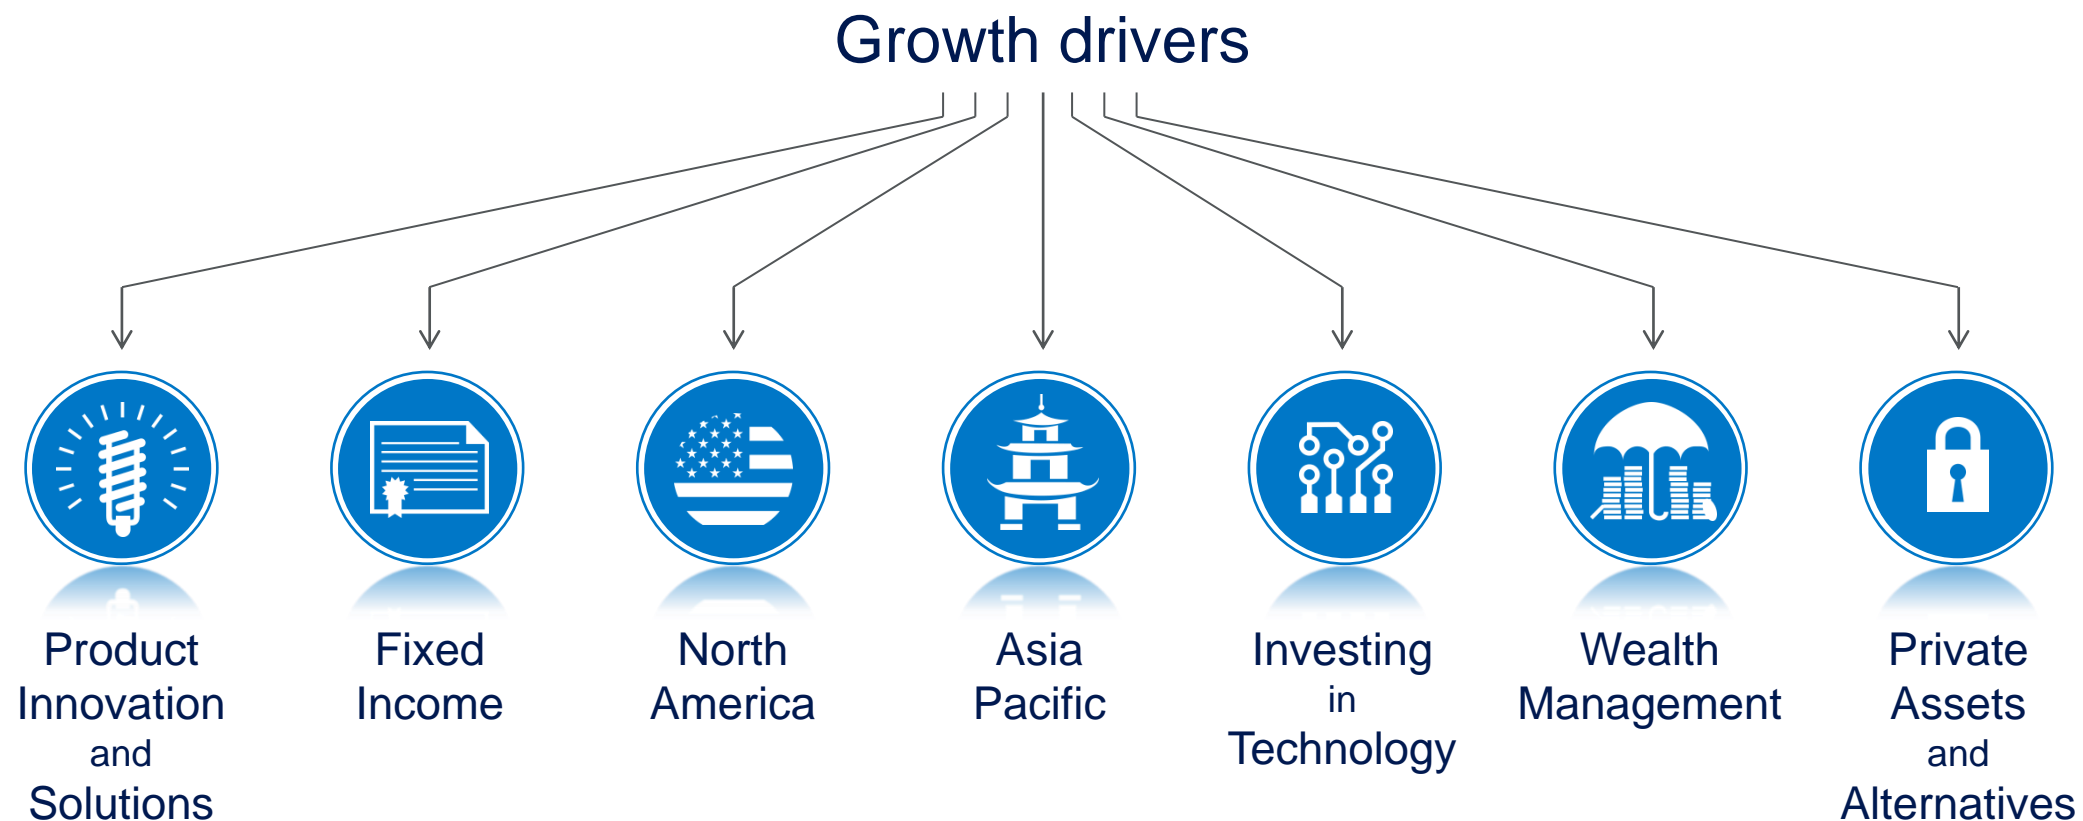 Growth drivers
Product
Innovation
and
Solutions
Fixed
Income
North
America
Asia
Pacific
Investing
in
Technology
Wealth
Management
Private
Assets
and
Alternatives